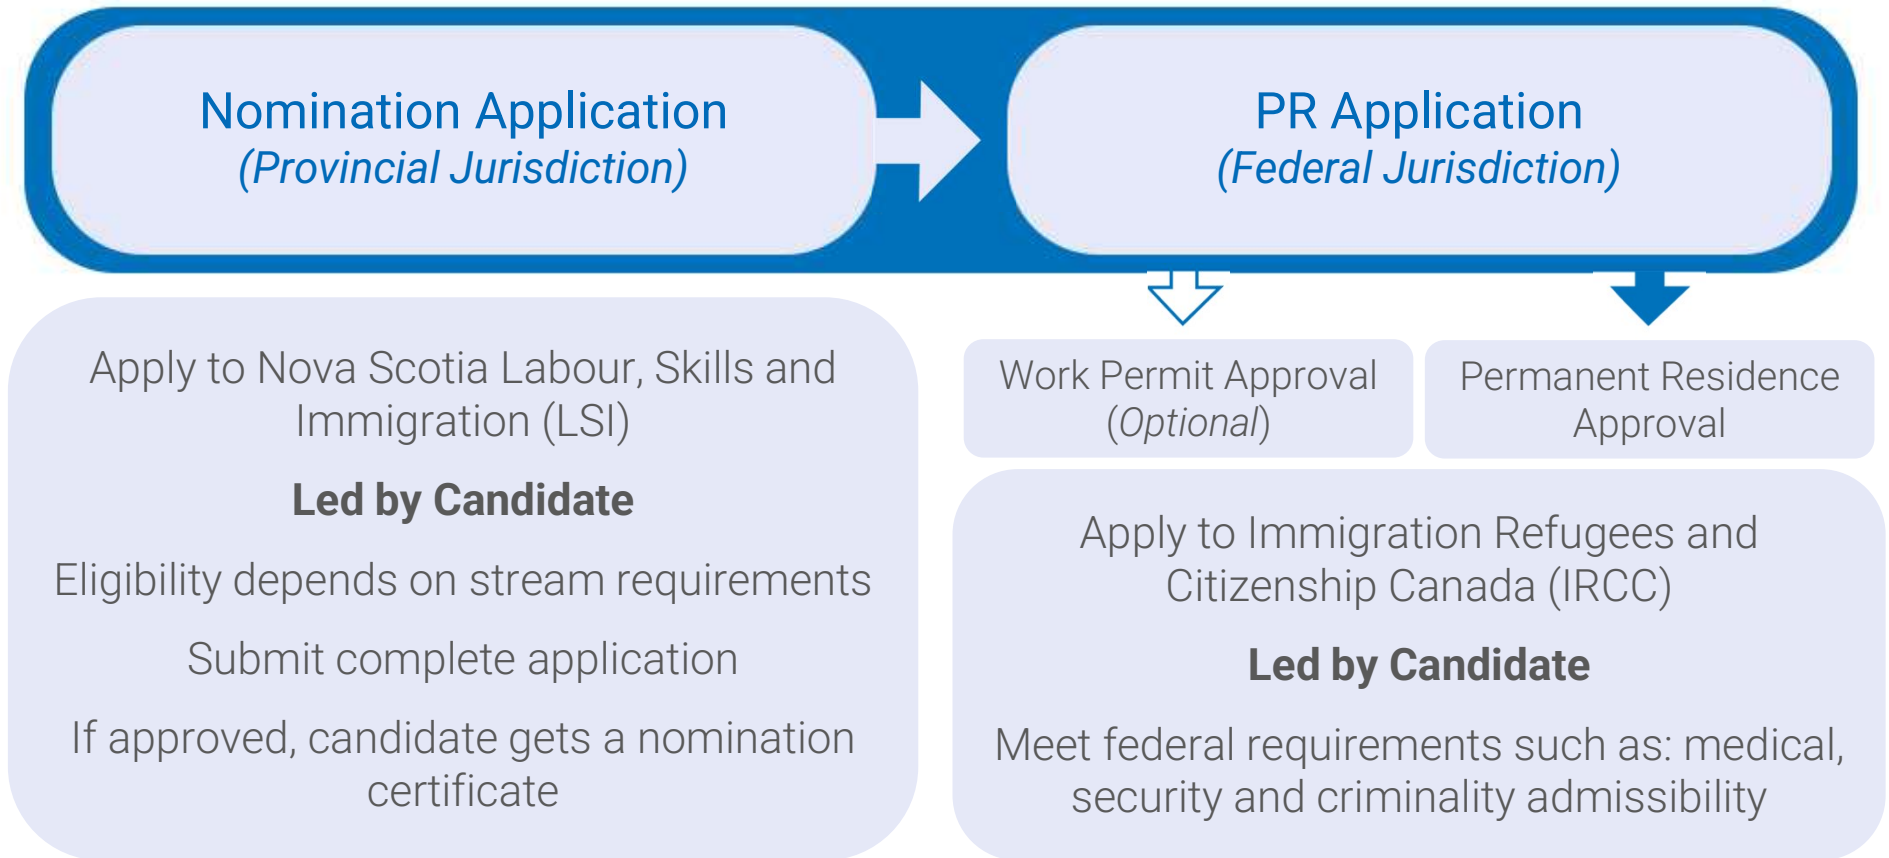 Nomination Application
(Provincial Jurisdiction)
PR Application
(Federal Jurisdiction)
Apply to Nova Scotia Labour, Skills and
Immigration (LSI)
Led by Candidate
Eligibility depends on stream requirements
Submit complete application
If approved, candidate gets a nomination
certificate
Work Permit Approval
(Optional)
Permanent Residence
Approval
Apply to Immigration Refugees and
Citizenship Canada (IRCC)
Led by Candidate
Meet federal requirements such as: medical,
security and criminality admissibility